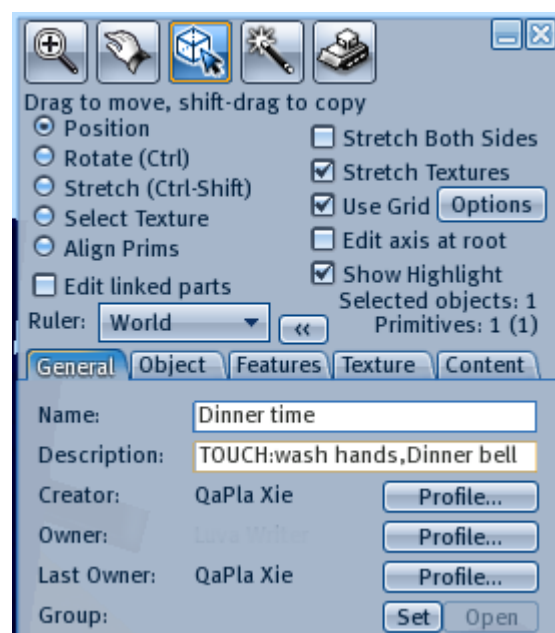 Drag to move, shift-drag to copy
Position
Rotate (Ctrl)
Stretch (Ctrl-Shift)
Select Texture
Align Prims
Edit linked parts
Stretch Both Sides
Stretch Textures
Use Grid Options
Edit axis at root
Show Highlight
Selected objects: 1
Primitives: 1 (1)
Ruler: World «
General Object Features Texture Content
Name: Dinner time
Description: TOUCH:wash hands,Dinner bell
Creator: QaPla Xie Profile...
Owner: Profile...
Last Owner: QaPla Xie Profile...
Group: Set Open